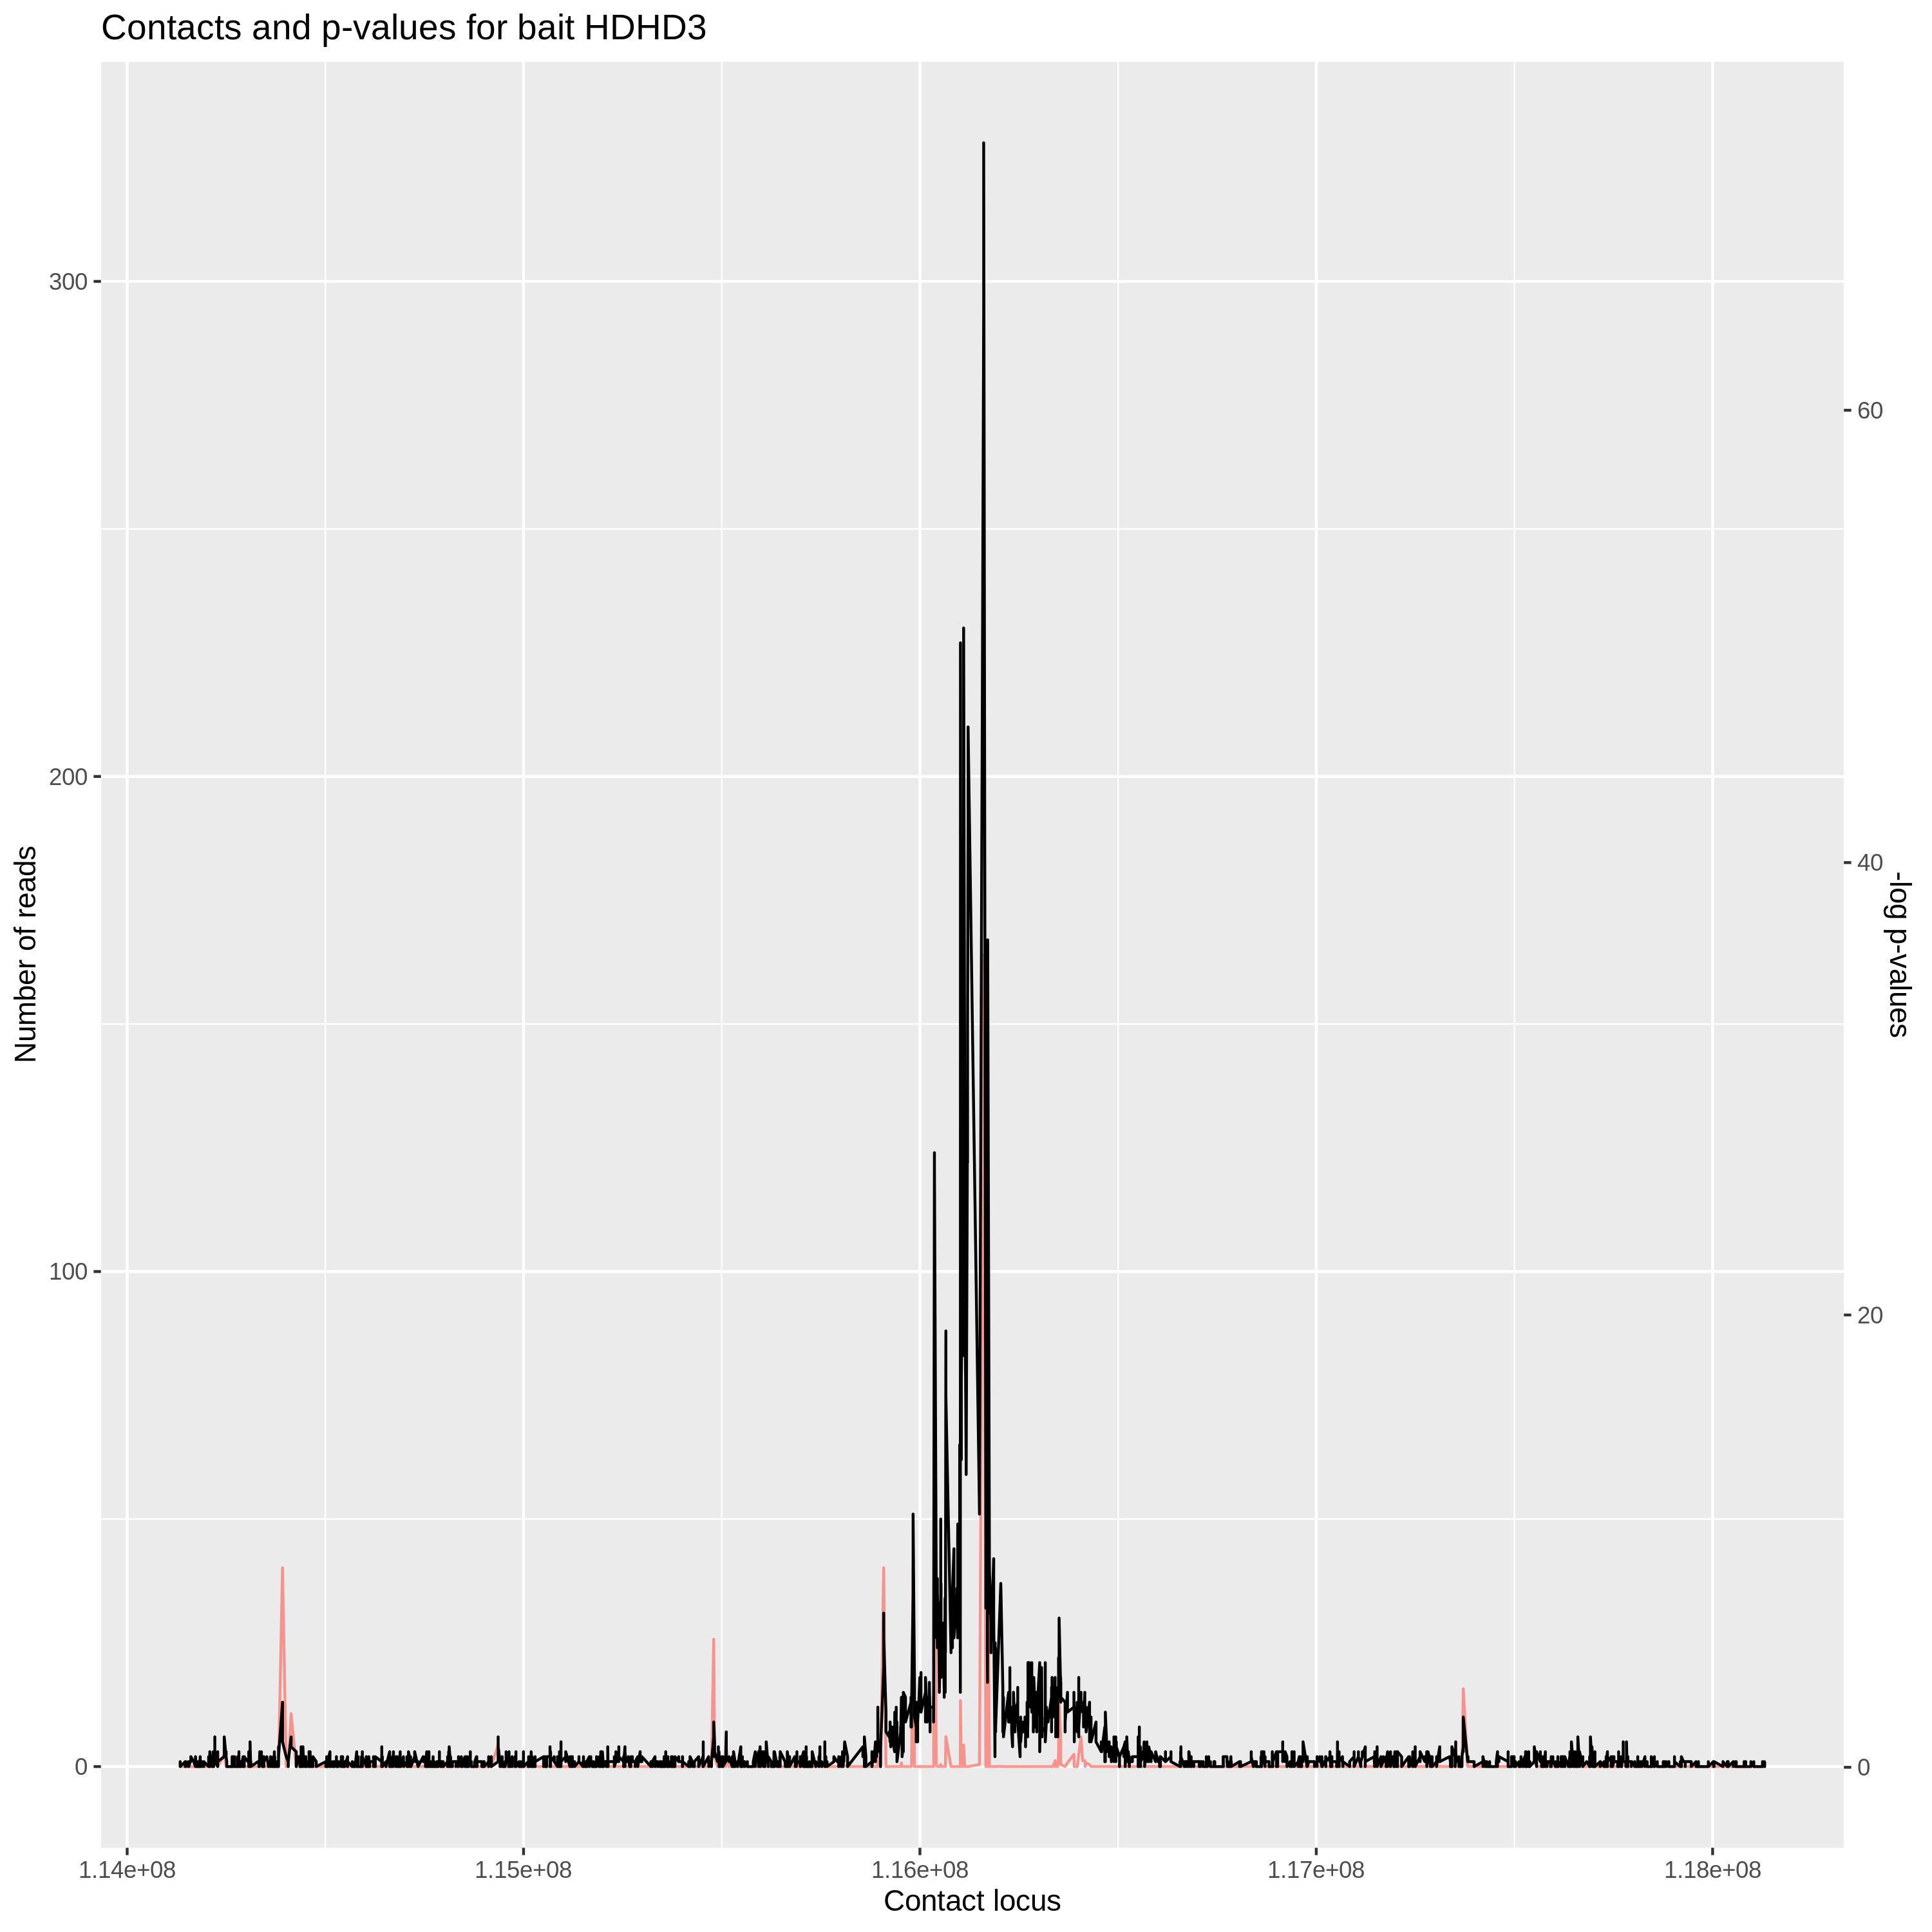 Contacts and p-values for bait HDHD3
300
200
100
0
Number of reads
60
40
20
0
-log p-values
1.14e+08 1.15e+08 1.16e+08 1.17e+08 1.18e+08
Contact locus